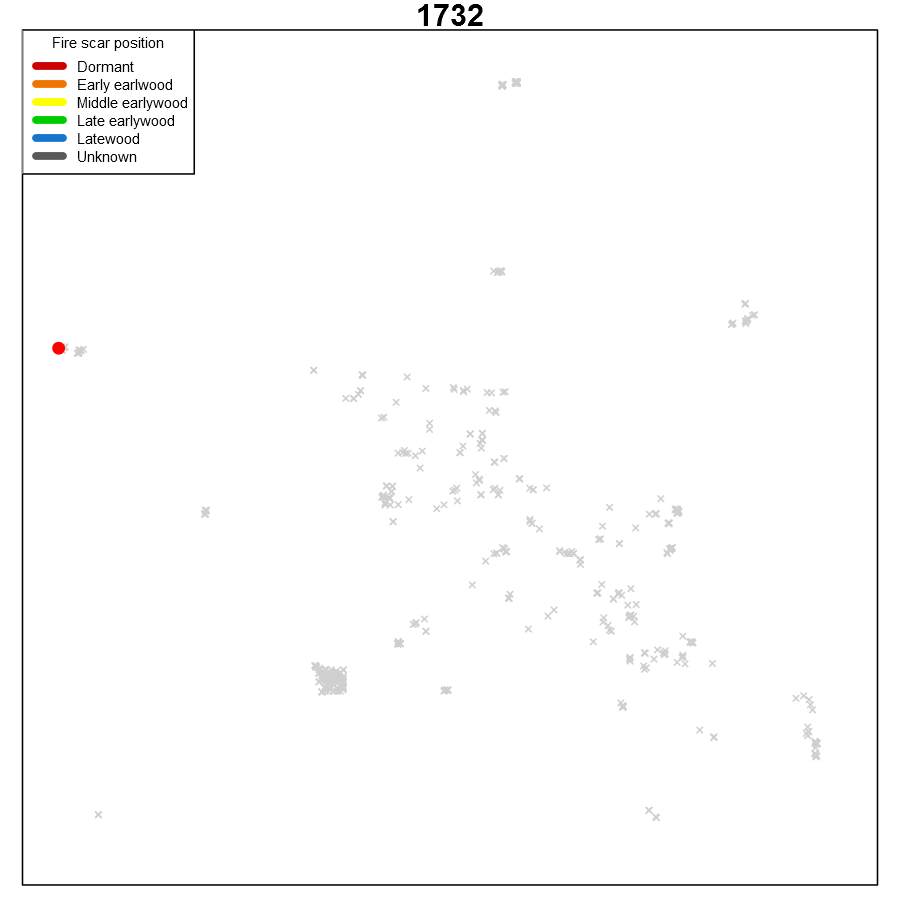 1732
Fire scar position
Dormant
Early earlwood
Middle earlywood
Late earlywood
Latewood
Unknown